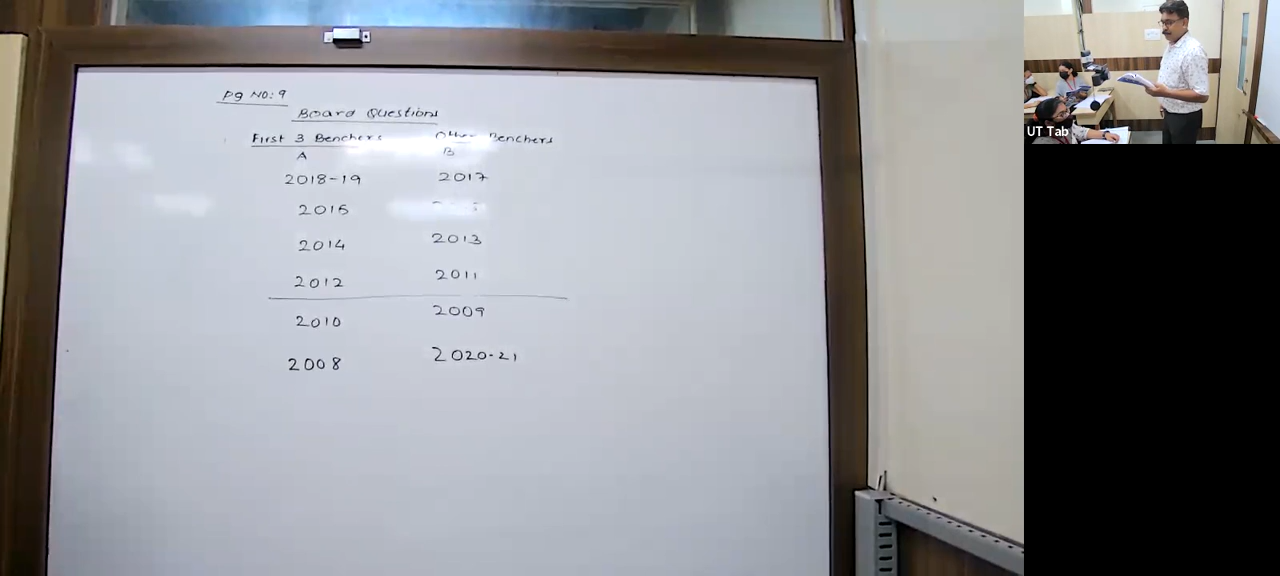 Pg NO: 9
Board Questions
First 3 Benchers Other Benchers
A B
2018-19 2017
2015
2014 2013
2012 2011
2010 2009
2008 2020-21
UT Tab